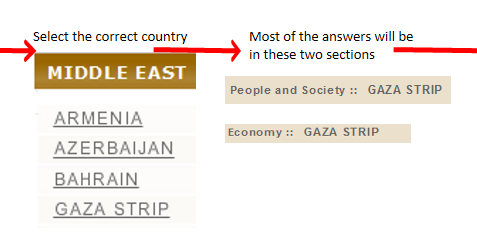 Select the correct country
MIDDLE EAST
ARMENIA
AZERBAIJAN
BAHRAIN
GAZA STRIP
Most of the answers will be
in these two sections
People and Society :: GAZA STRIP
Economy :: GAZA STRIP